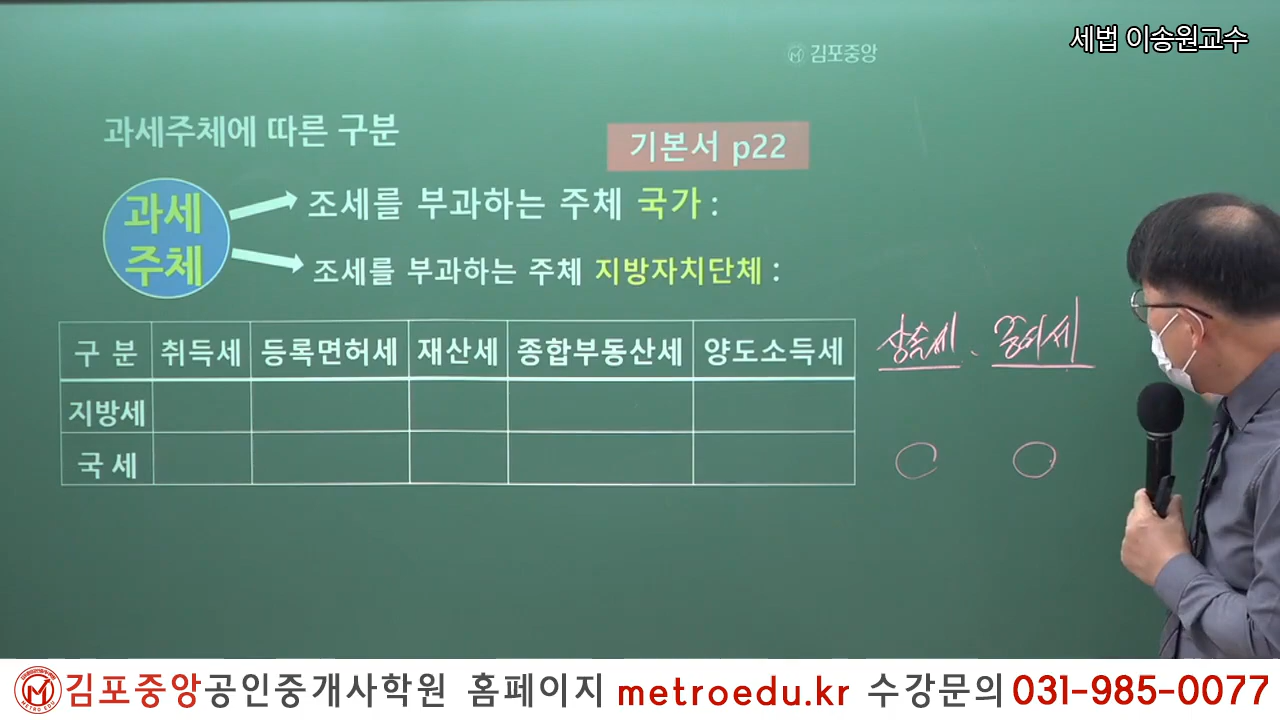 세법 이송원교수
김포중앙
과세주체에 따른 구분
기본서 p22
과세
주체
조세를 부과하는 주체 국가 :
조세를 부과하는 주체 지방자치단체 :
구 분 취득세 등록면허세 재산세 종합부동산세 양도소득세 상속세 、 증여세
지방세
국 세 ○ ○
김포중앙공인중개사학원 홈페이지 metroedu.kr 수강문의 031-985-0077
METRO EDU